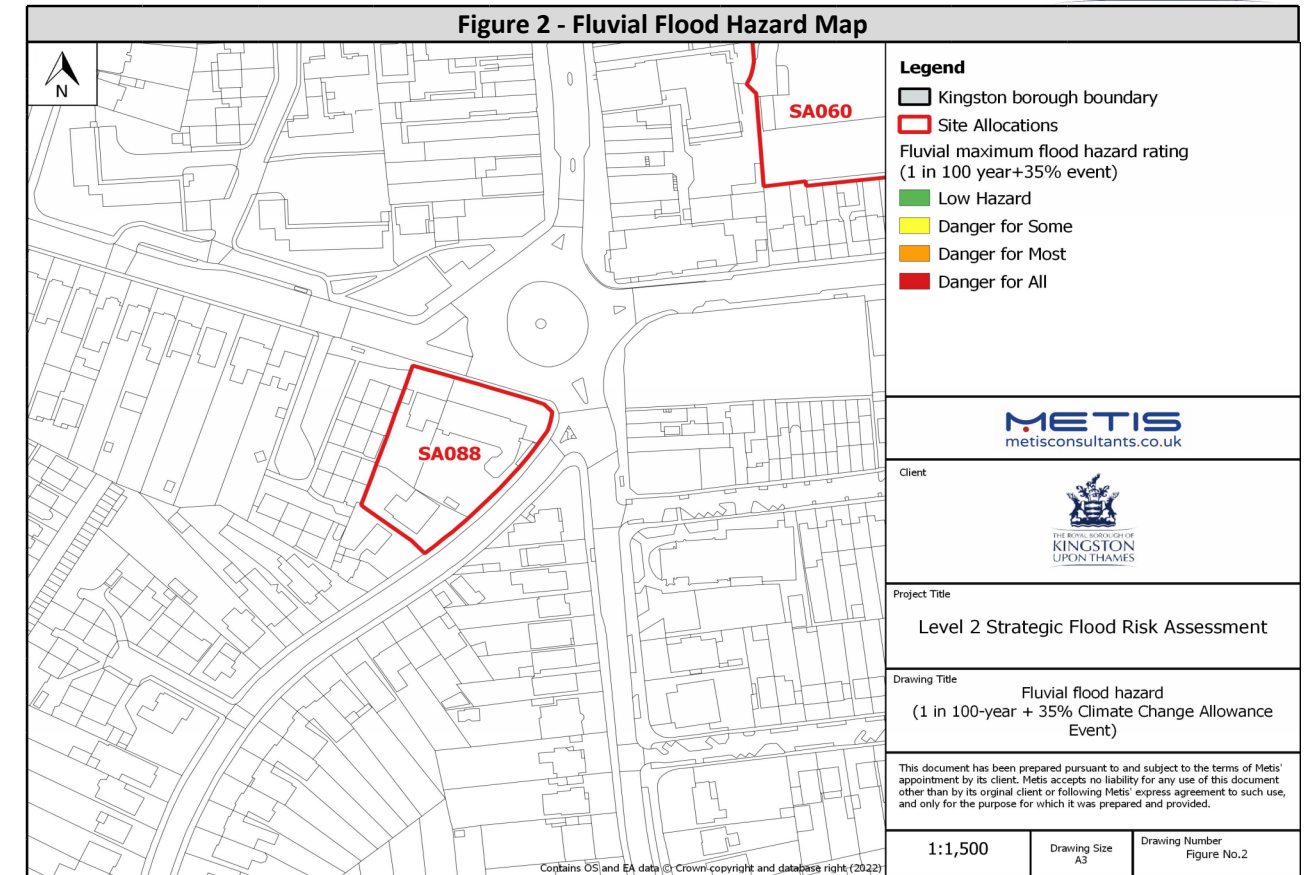 Figure 2 - Fluvial Flood Hazard Map
N
SA060
SA088
Contains OS and EA data © Crown copyright and database right (2022)
Legend
Kingston borough boundary
Site Allocations
Fluvial maximum flood hazard rating
(1 in 100 year+35% event)
Low Hazard
Danger for Some
Danger for Most
Danger for All
METIS
metisconsultants.co.uk
Client
THE ROYAL BOROUGH OF
KINGSTON
UPON THAMES
Project Title
Level 2 Strategic Flood Risk Assessment
Drawing Title
Fluvial flood hazard
(1 in 100-year + 35% Climate Change Allowance
Event)
This document has been prepared pursuant to and subject to the terms of Metis'
appointment by its client. Metis accepts no liability for any use of this document
other than by its orginal client or following Metis' express agreement to such use,
and only for the purpose for which it was prepared and provided.
1:1,500
Drawing Size
A3
Drawing Number
Figure No.2